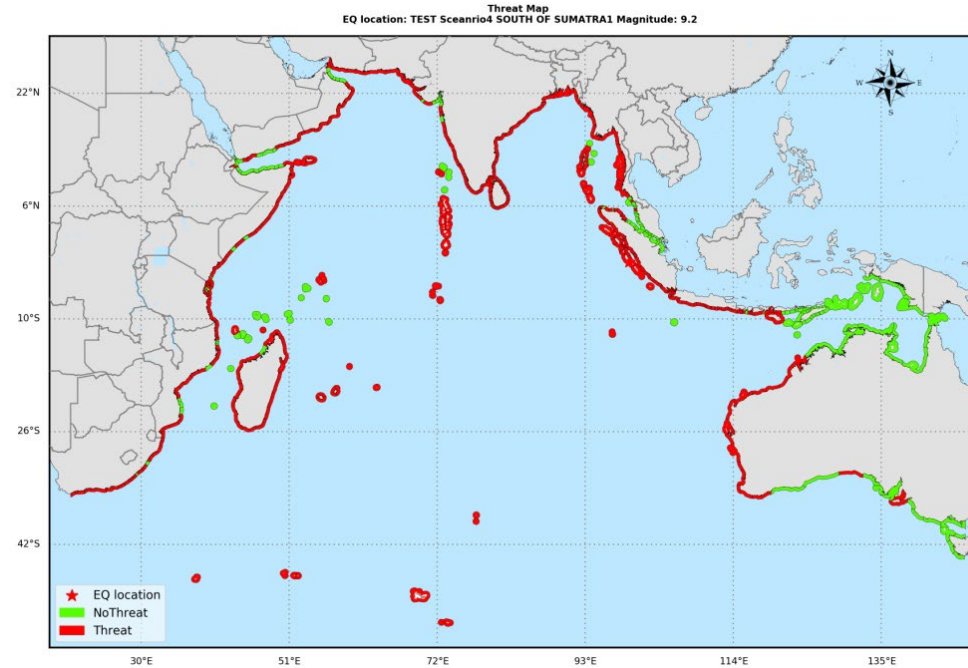 Threat Map
EQ location: TEST Sceanrio4 SOUTH OF SUMATRA1 Magnitude: 9.2
N
W E
S
22°N
6°N
10°S
26°S
42°S
EQ location
NoThreat
Threat
30°E 51°E 72°E 93°E 114°E 135°E